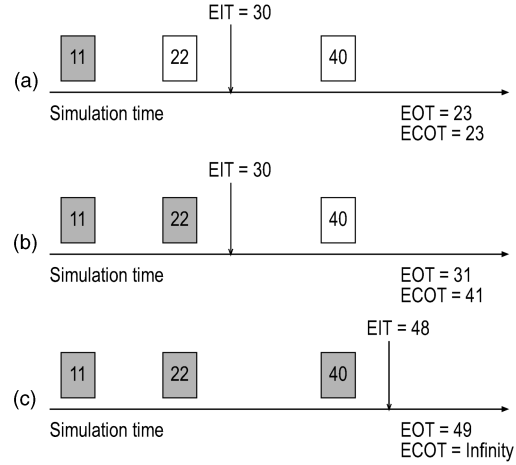 EIT = 30
(a) 11 22 40
Simulation time EOT = 23
ECOT = 23
EIT = 30
(b) 11 22 40
Simulation time EOT = 31
ECOT = 41
EIT = 48
(c) 11 22 40
Simulation time EOT = 49
ECOT = Infinity